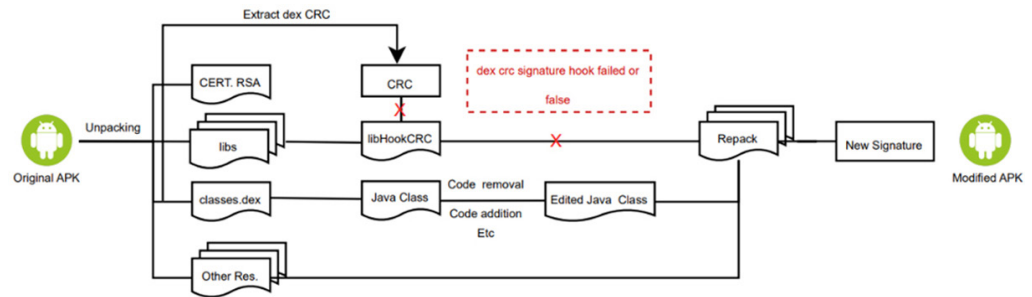 Extract dex CRC
CERT. RSA
CRC
dex crc signature hook failed or
false
Unpacking
X
libs
libHookCRC
X
Repack
New Signature
Original APK
Modified APK
classes.dex
Java Class
Code removal
Code addition
Etc
Edited Java Class
Other Res.